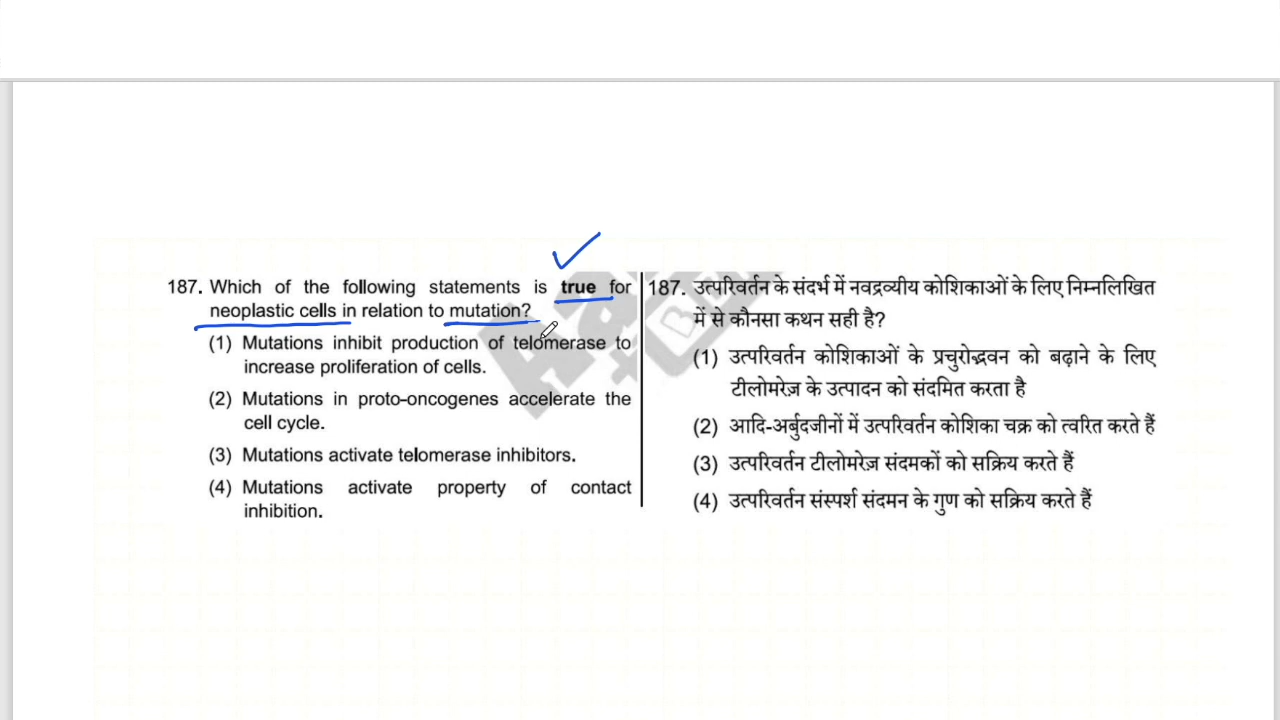 187. Which of the following statements is true for
neoplastic cells in relation to mutation?
(1) Mutations inhibit production of telomerase to
increase proliferation of cells.
(2) Mutations in proto-oncogenes accelerate the
cell cycle.
(3) Mutations activate telomerase inhibitors.
(4) Mutations activate property of contact
inhibition.
187. उत्परिवर्तन के संदर्भ में नवद्रव्यीय कोशिकाओं के लिए निम्नलिखित
में से कौनसा कथन सही है?
(1) उत्परिवर्तन कोशिकाओं के प्रचुरोद्भवन को बढ़ाने के लिए
टीलोमरेज़ के उत्पादन को संदमित करता है
(2) आदि-अर्बुदजीनों में उत्परिवर्तन कोशिका चक्र को त्वरित करते हैं
(3) उत्परिवर्तन टीलोमरेज़ संदमकों को सक्रिय करते हैं
(4) उत्परिवर्तन संस्पर्श संदमन के गुण को सक्रिय करते हैं